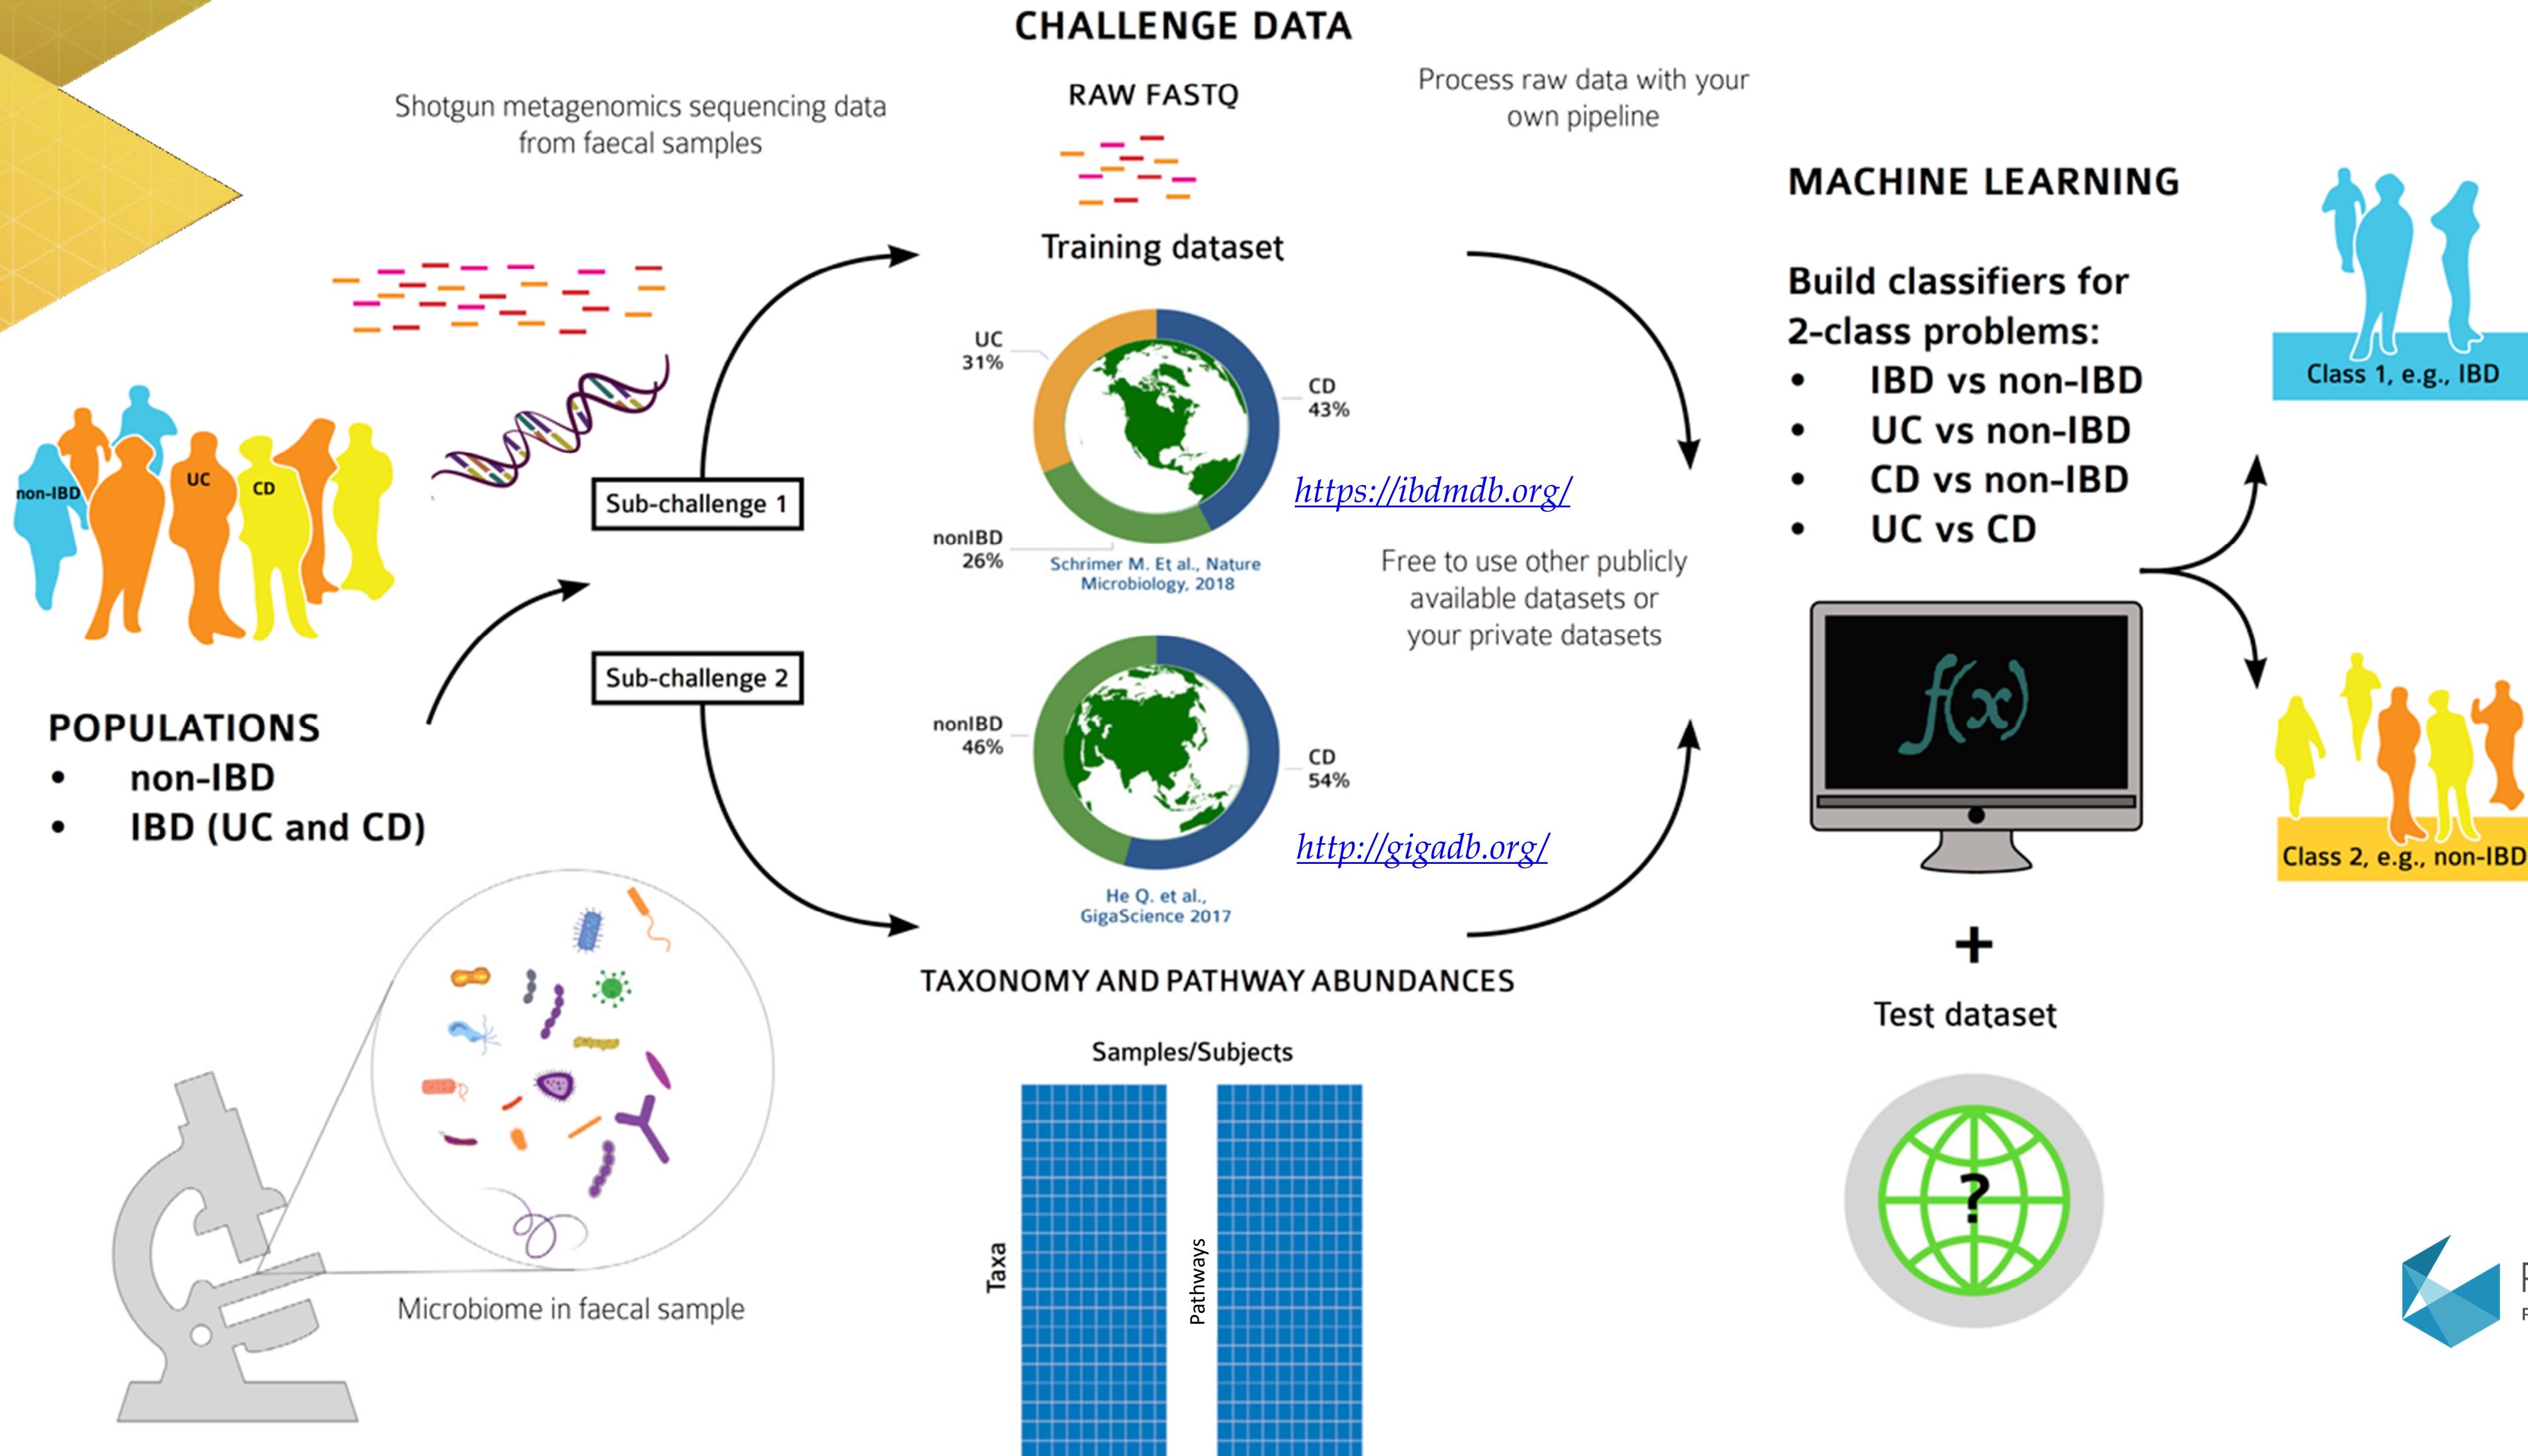 CHALLENGE DATA
Shotgun metagenomics sequencing data
from faecal samples
RAW FASTQ
Process raw data with your
own pipeline
Training dataset
UC
31%
CD
43%
nonIBD
26%
Schrimer M. Et al., Nature
Microbiology, 2018
https://ibdmdb.org/
Sub-challenge 1
non-IBD
UC
CD
Free to use other publicly
available datasets or
your private datasets
Sub-challenge 2
nonIBD
46%
CD
54%
He Q. et al.,
GigaScience 2017
http://gigadb.org/
POPULATIONS
• non-IBD
• IBD (UC and CD)
TAXONOMY AND PATHWAY ABUNDANCES
Samples/Subjects
Taxa
Pathways
Microbiome in faecal sample
MACHINE LEARNING
Build classifiers for
2-class problems:
• IBD vs non-IBD
• UC vs non-IBD
• CD vs non-IBD
• UC vs CD
f(x)
+
Test dataset
?
Class 1, e.g., IBD
Class 2, e.g., non-IBD